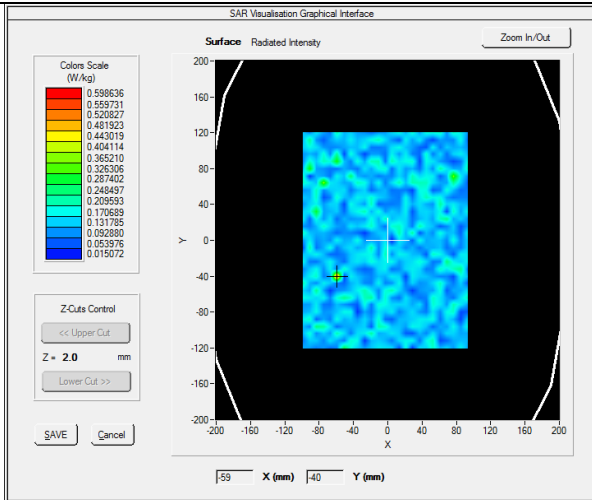 SAR Visualisation Graphical Interface
Surface Radiated Intensity
Zoom In/Out
Colors Scale
(W/kg)
0.598636
0.559731
0.520827
0.481923
0.443019
0.404114
0.365210
0.326306
0.287402
0.248497
0.209593
0.170689
0.131785
0.092880
0.053976
0.015072
Z-Cuts Control
<< Upper Cut
Z = 2.0 mm
Lower Cut >>
SAVE Cancel
200
160
120
80
40
0
-40
-80
-120
-160
-200
Y
-200 -160 -120 -80 -40 0 40 80 120 160 200
X
-59 X (mm) -40 Y (mm)